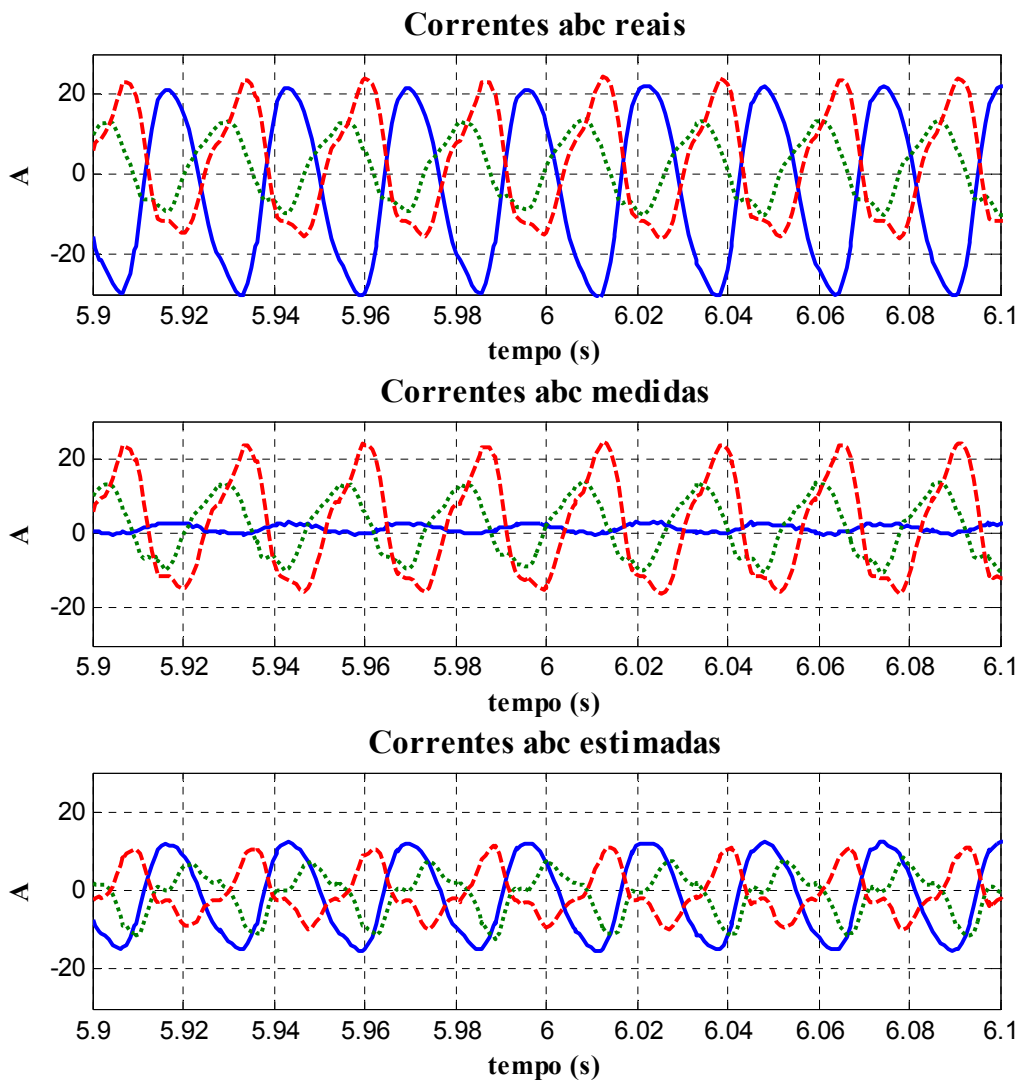 Correntes abc reais
A
20
0
-20
5.9 5.92 5.94 5.96 5.98 6 6.02 6.04 6.06 6.08 6.1
tempo (s)
Correntes abc medidas
A
20
0
-20
5.9 5.92 5.94 5.96 5.98 6 6.02 6.04 6.06 6.08 6.1
tempo (s)
Correntes abc estimadas
A
20
0
-20
5.9 5.92 5.94 5.96 5.98 6 6.02 6.04 6.06 6.08 6.1
tempo (s)